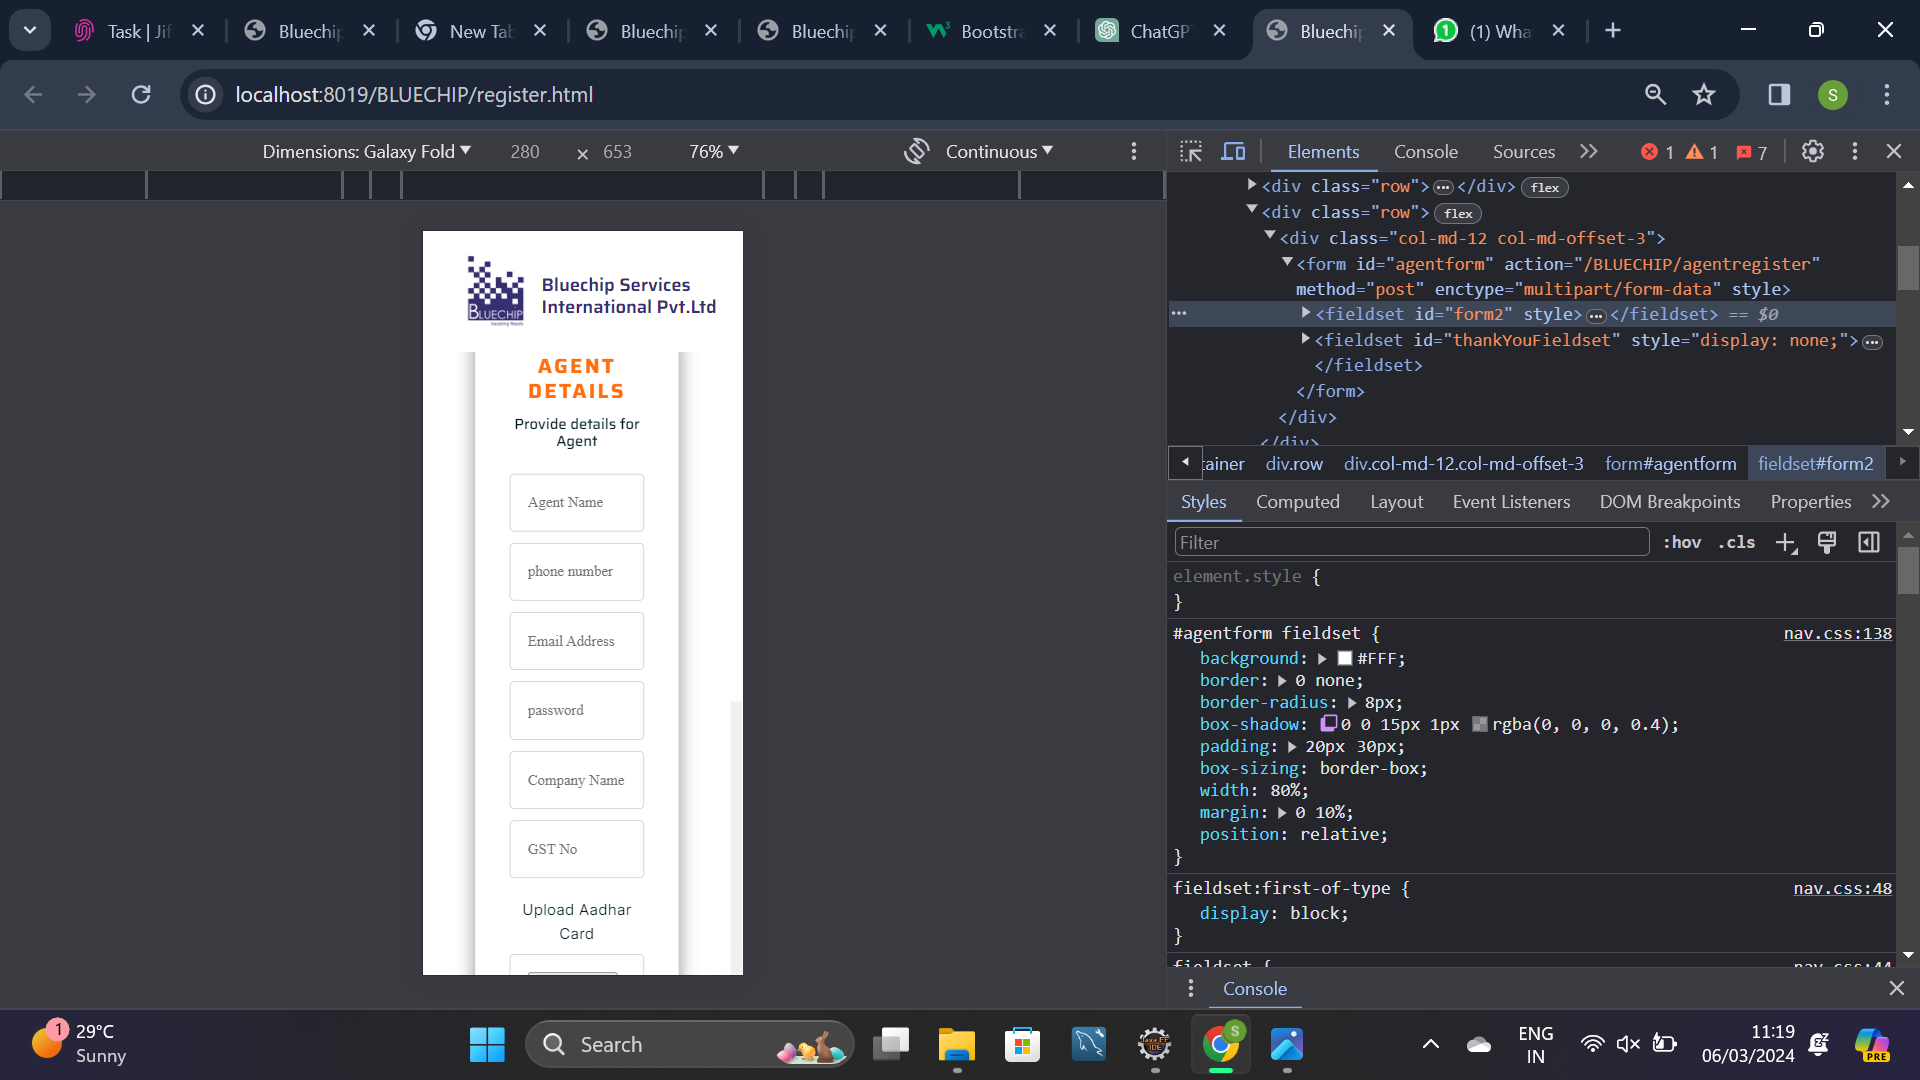 Task | Jif
Bluechip
New Tab
Bluechip
Bluechip
Bootstra
ChatGPT
Bluechip
(1) Wha
localhost:8019/BLUECHIP/register.html
S
Dimensions: Galaxy Fold
280 × 653
76%
Continuous
Elements Console Sources
1 1 7
<div class="row"> ••• </div> flex
<div class="row"> flex
<div class="col-md-12 col-md-offset-3">
<form id="agentform" action="/BLUECHIP/agentregister"
method="post" enctype="multipart/form-data" style>
••• <fieldset id="form2" style> ••• </fieldset> == $0
<fieldset id="thankYouFieldset" style="display: none;"> •••
</fieldset>
</form>
</div>
</div>
tainer div.row div.col-md-12.col-md-offset-3 form#agentform fieldset#form2
Styles Computed Layout Event Listeners DOM Breakpoints Properties
Filter :hov .cls
element.style {
}
#agentform fieldset { nav.css:138
background: #FFF;
border: 0 none;
border-radius: 8px;
box-shadow: 0 0 15px 1px rgba(0, 0, 0, 0.4);
padding: 20px 30px;
box-sizing: border-box;
width: 80%;
margin: 0 10%;
position: relative;
}
fieldset:first-of-type { nav.css:48
display: block;
}
fieldset { nav.css:44
Console
BLUECHIP
Bluechip Services
International Pvt.Ltd
AGENT
DETAILS
Provide details for
Agent
Agent Name
phone number
Email Address
password
Company Name
GST No
Upload Aadhar
Card
1
29°C
Sunny
Search
S
ENG
IN
11:19
06/03/2024
PRE